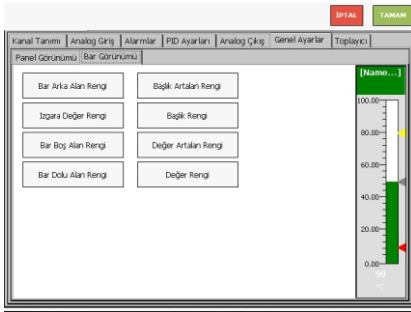 İPTAL TAMAM
Kanal Tanımı Analog Giriş Alarmlar PID Ayarları Analog Çıkış Genel Ayarlar Toplayıcı
Panel Görünümü Bar Görünümü
[Name...]
Bar Arka Alan Rengi Başlık Artalan Rengi
Izgara Değer Rengi Başlık Rengi
Bar Boş Alan Rengi Değer Artalan Rengi
Bar Dolu Alan Rengi Değer Rengi
100.00
80.00
60.00
40.00
20.00
0.00
50
°C